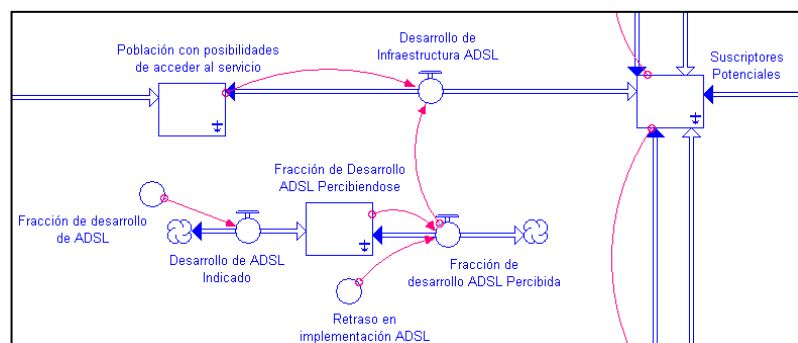 Población con posibilidades
de acceder al servicio
Desarrollo de
Infraestructura ADSL
Suscriptores
Potenciales
Fracción de Desarrollo
ADSL Percibiendose
Fracción de desarrollo
de ADSL
Desarrollo de ADSL
Indicado
Fracción de
desarrollo ADSL Percibida
Retraso en
implementación ADSL